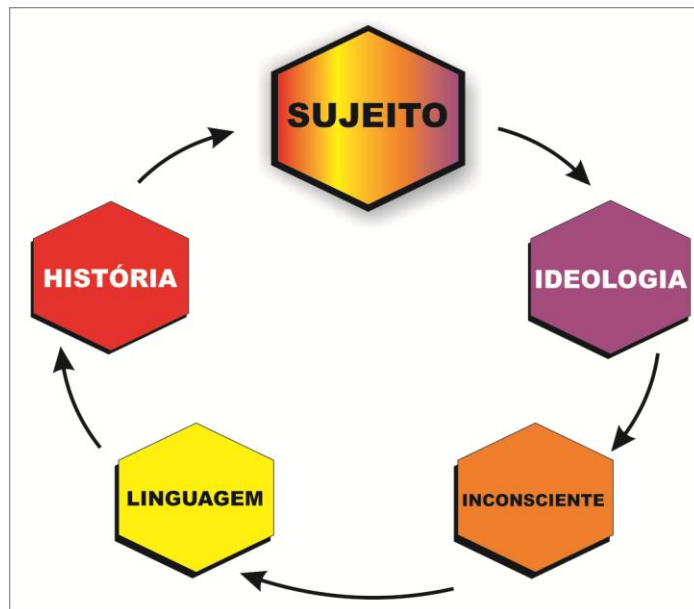 SUJEITO
IDEOLOGIA
INCONSCIENTE
LINGUAGEM
HISTÓRIA